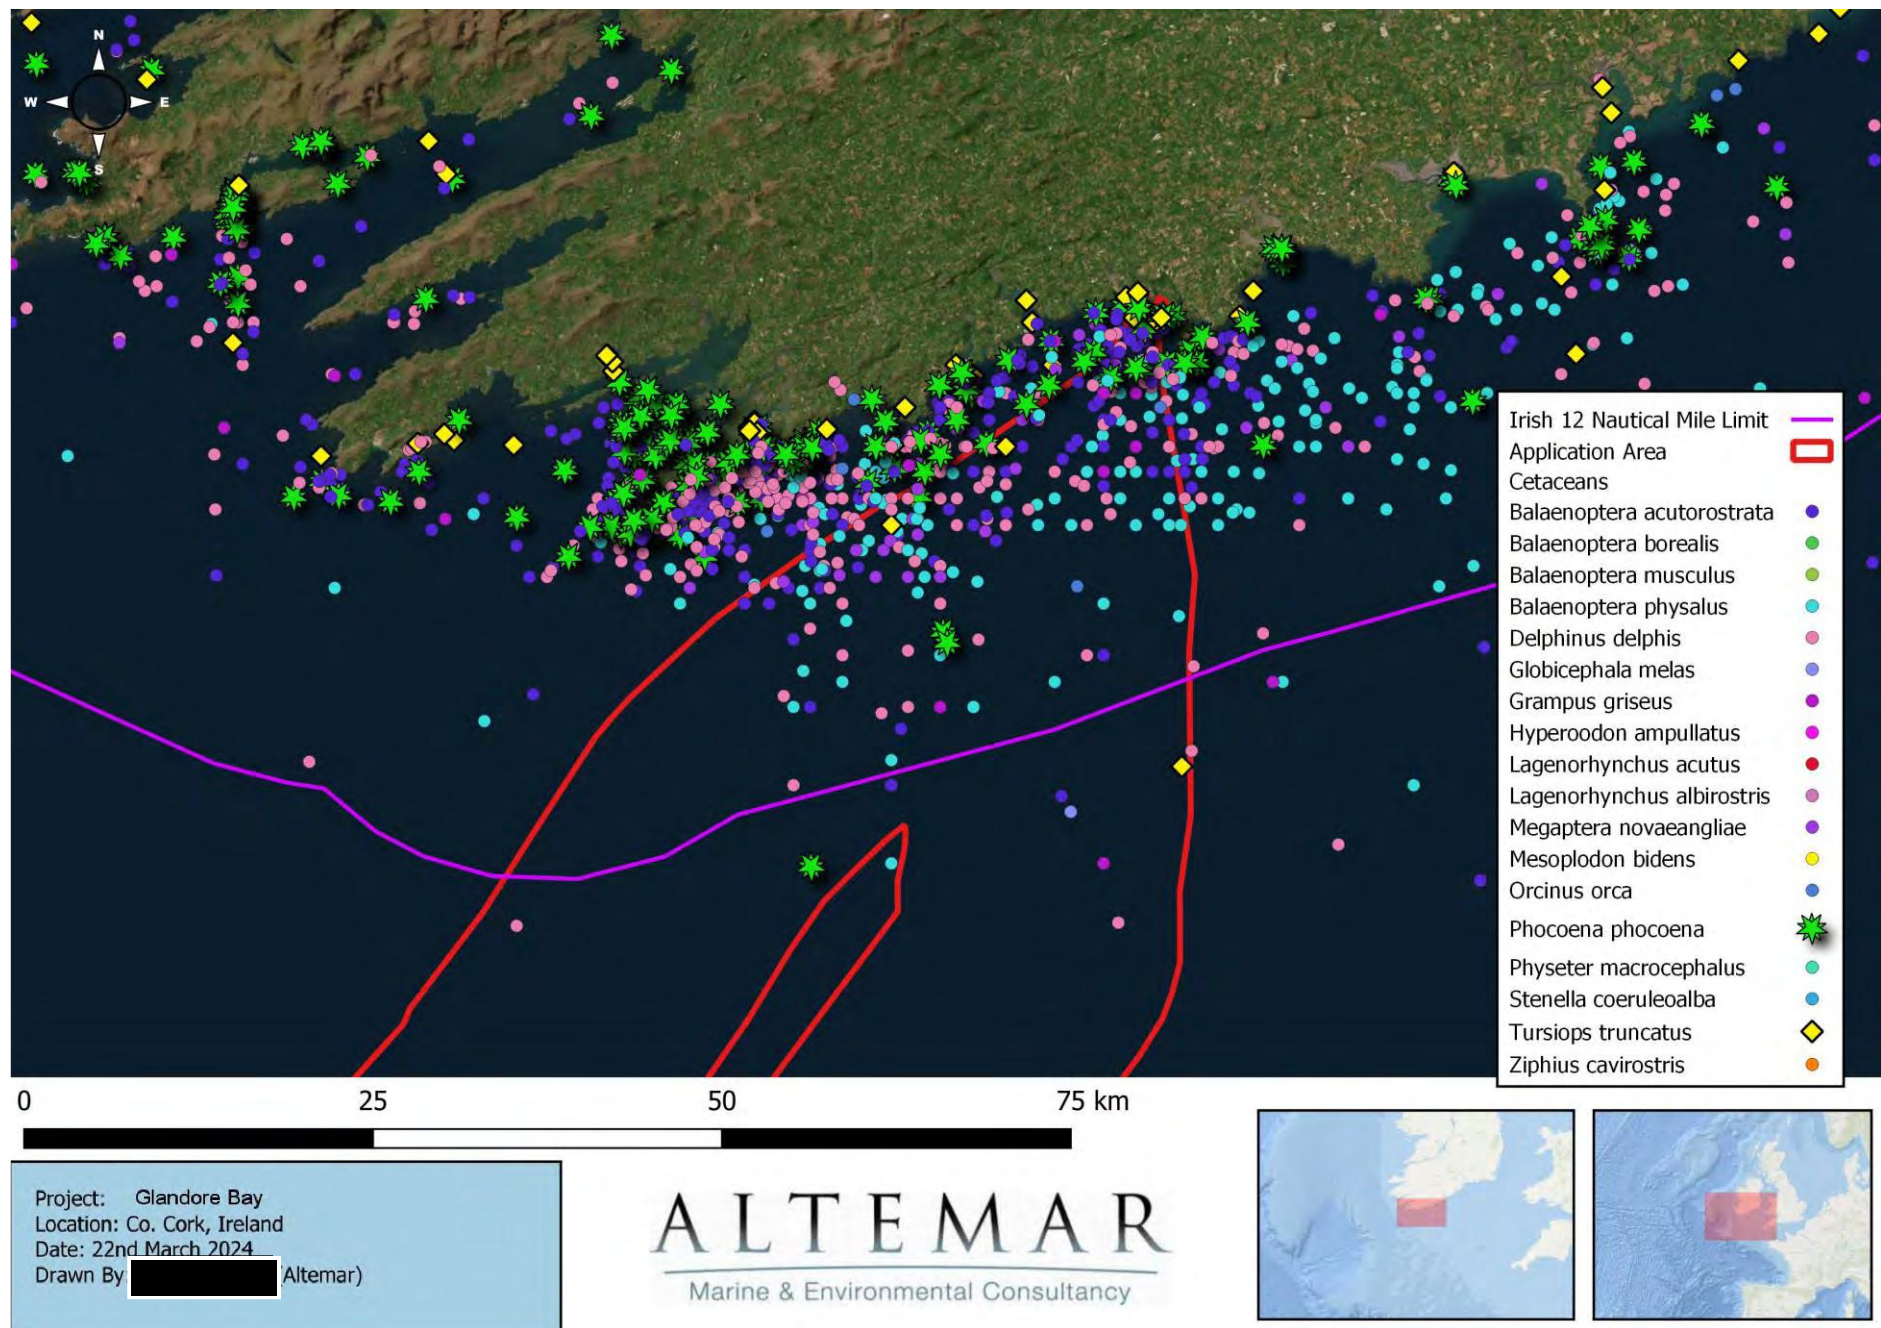 N
W
E
S
Irish 12 Nautical Mile Limit
Application Area
Cetaceans
Balaenoptera acutorostrata
Balaenoptera borealis
Balaenoptera musculus
Balaenoptera physalus
Delphinus delphis
Globicephala melas
Grampus griseus
Hyperoodon ampullatus
Lagenorhynchus acutus
Lagenorhynchus albirostris
Megaptera novaeangliae
Mesoplodon bidens
Orcinus orca
Phocoena phocoena
Physeter macrocephalus
Stenella coeruleoalba
Tursiops truncatus
Ziphius cavirostris
0 25 50 75 km
Project: Glandore Bay
Location: Co. Cork, Ireland
Date: 22nd March 2024
Drawn By (Altemar)
ALTEMAR
Marine & Environmental Consultancy